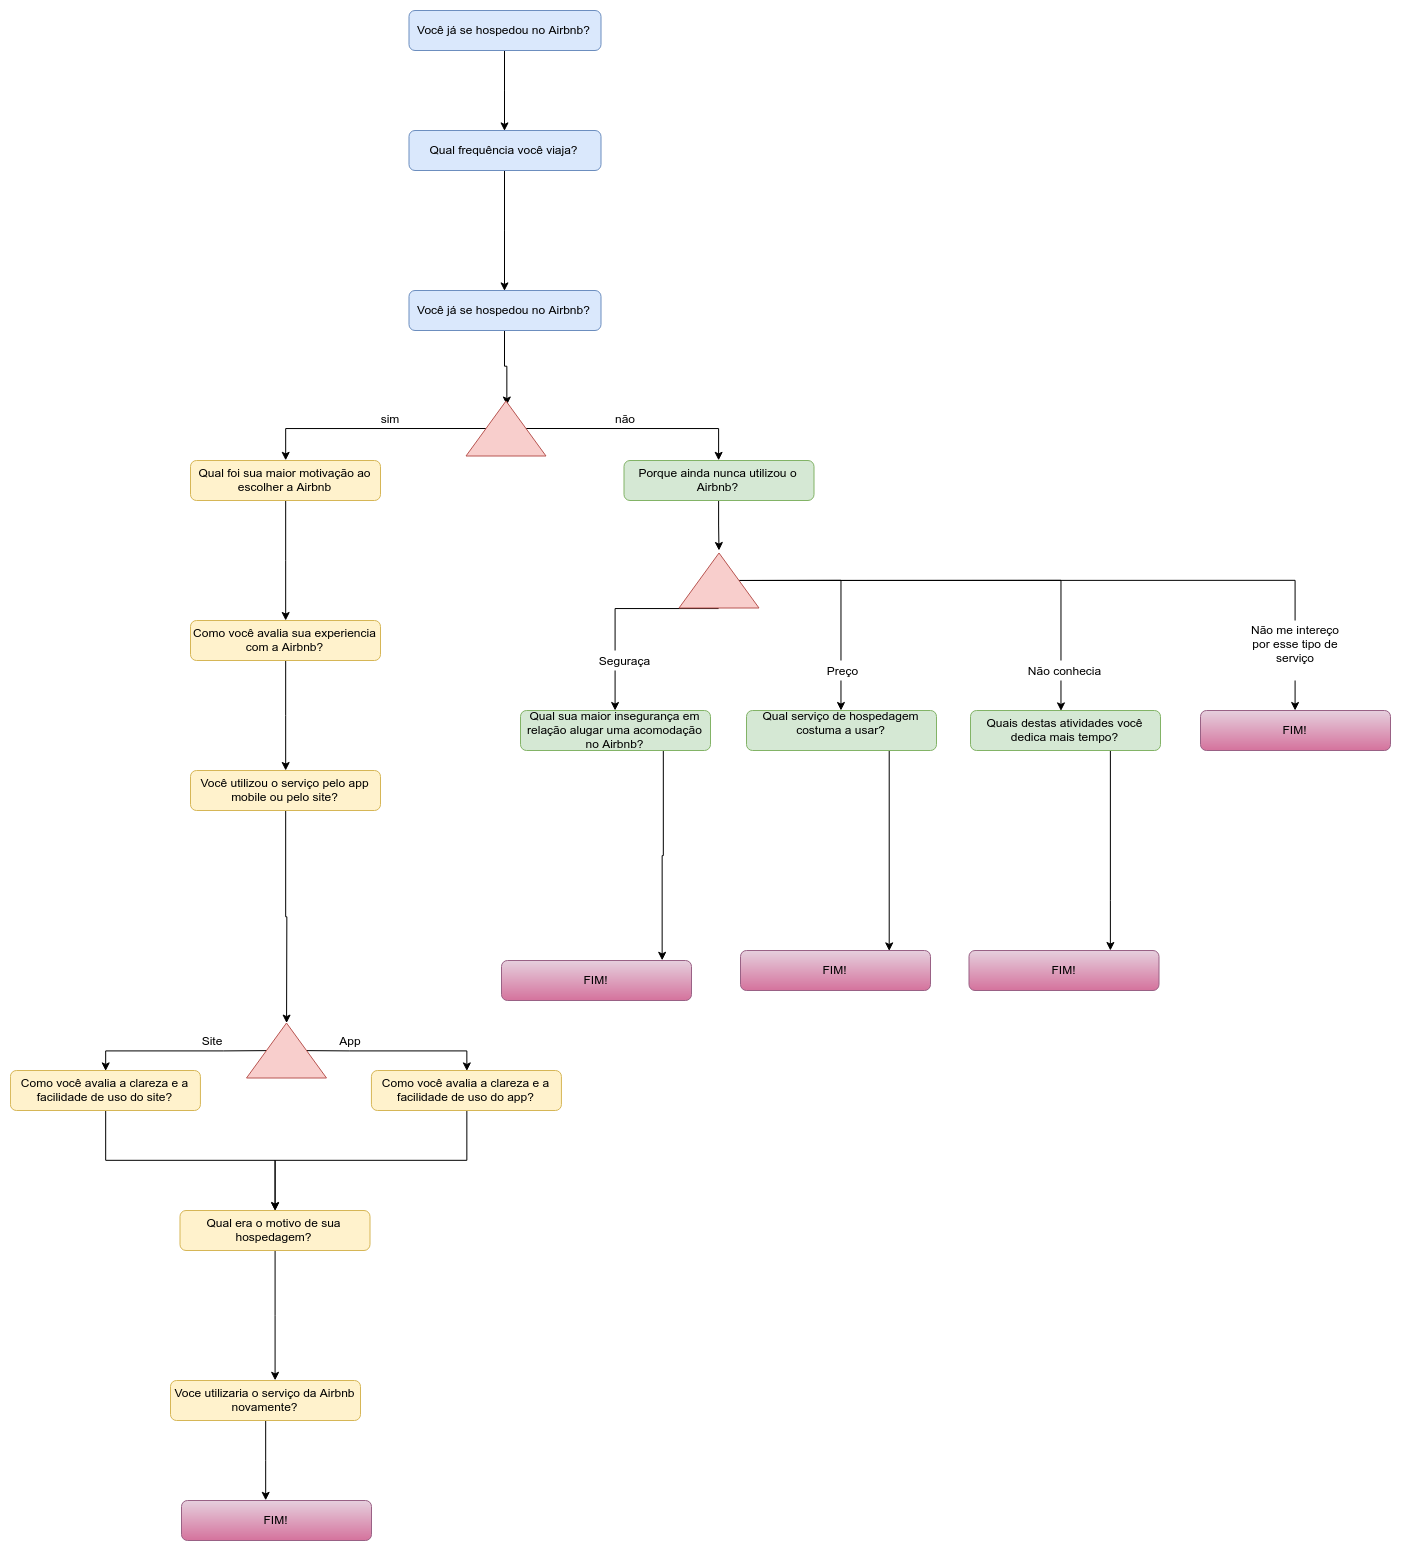 Você já se hospedou no Airbnb?
Qual frequência você viaja?
Você já se hospedou no Airbnb?
sim
não
Qual foi sua maior motivação ao
escolher a Airbnb
Porque ainda nunca utilizou o
Airbnb?
Como você avalia sua experiencia
com a Airbnb?
Seguraça
Preço
Não conhecia
Não me intereço
por esse tipo de
serviço
Qual sua maior insegurança em
relação alugar uma acomodação
no Airbnb?
Qual serviço de hospedagem
costuma a usar?
Quais destas atividades você
dedica mais tempo?
FIM!
Você utilizou o serviço pelo app
mobile ou pelo site?
FIM!
FIM!
FIM!
Site
App
Como você avalia a clareza e a
facilidade de uso do site?
Como você avalia a clareza e a
facilidade de uso do app?
Qual era o motivo de sua
hospedagem?
Voce utilizaria o serviço da Airbnb
novamente?
FIM!